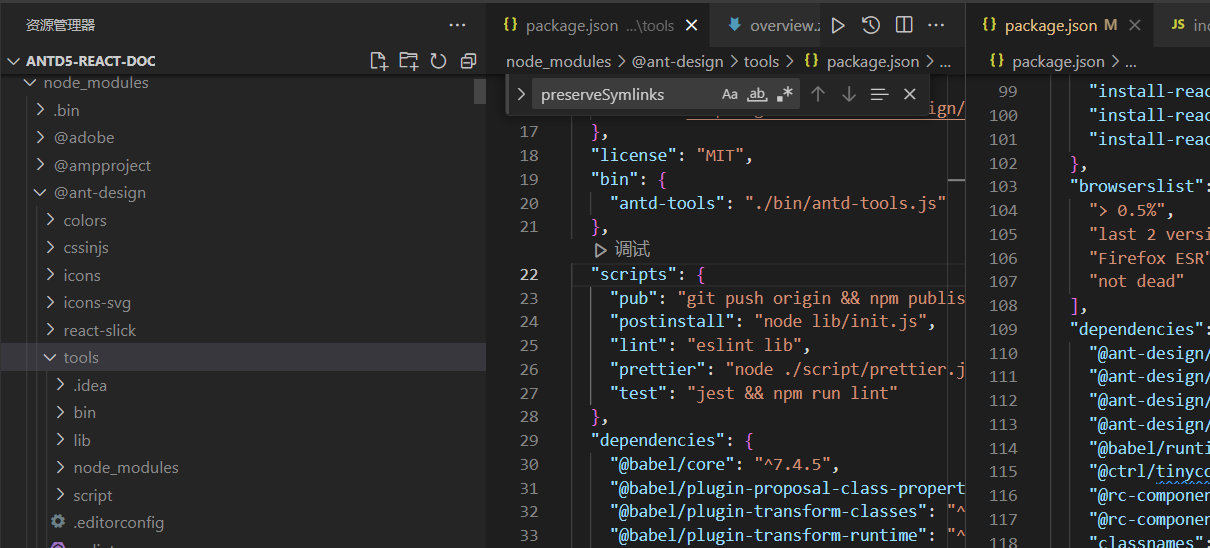 资源管理器
ANTD5-REACT-DOC
node_modules
.bin
@adobe
@ampproject
@ant-design
colors
cssinjs
icons
icons-svg
react-slick
tools
.idea
bin
lib
node_modules
script
.editorconfig
package.json ...\tools
overview.
node_modules > @ant-design > tools > {} package.json > ...
preserveSymlinks
Aa ab .*
17 },
18 "license": "MIT",
19 "bin": {
20 "antd-tools": "./bin/antd-tools.js"
21 },
调试
22 "scripts": {
23 "pub": "git push origin && npm publis
24 "postinstall": "node lib/init.js",
25 "lint": "eslint lib",
26 "prettier": "node ./script/prettier.j
27 "test": "jest && npm run lint"
28 },
29 "dependencies": {
30 "@babel/core": "^7.4.5",
31 "@babel/plugin-proposal-class-propert
32 "@babel/plugin-transform-classes": "^
33 "@babel/plugin-transform-runtime": "^
{} package.json M
JS in
{} package.json > ...
99 "install-reac
100 "install-reac
101 "install-reac
102 },
103 "browserslist":
104 "> 0.5%",
105 "last 2 versi
106 "Firefox ESR"
107 "not dead"
108 ],
109 "dependencies":
110 "@ant-design/
111 "@ant-design/
112 "@ant-design/
113 "@ant-design/
114 "@babel/runti
115 "@ctrl/tinyco
116 "@rc-componen
117 "@rc-componen
118 "classnames":